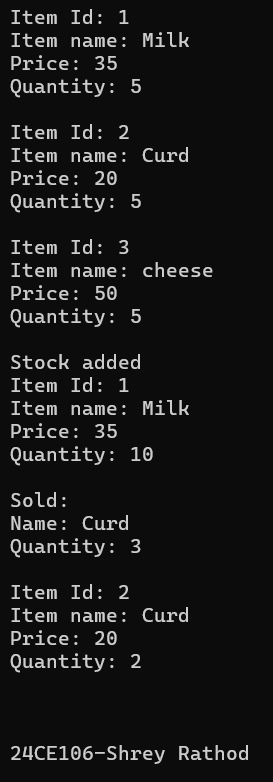 Item Id: 1
Item name: Milk
Price: 35
Quantity: 5
Item Id: 2
Item name: Curd
Price: 20
Quantity: 5
Item Id: 3
Item name: cheese
Price: 50
Quantity: 5
Stock added
Item Id: 1
Item name: Milk
Price: 35
Quantity: 10
Sold:
Name: Curd
Quantity: 3
Item Id: 2
Item name: Curd
Price: 20
Quantity: 2
24CE106-Shrey Rathod